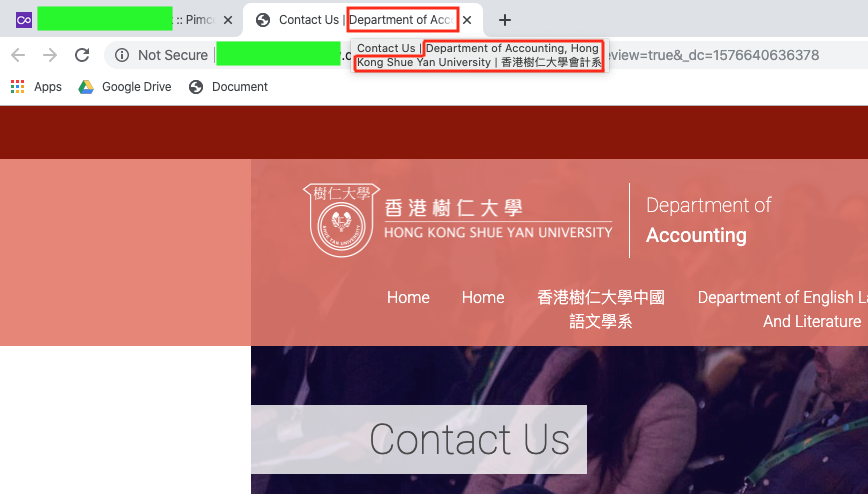 :: Pimc
Contact Us | Department of Acc
Not Secure
eview=true&_dc=1576640636378
Contact Us | Department of Accounting, Hong
Kong Shue Yan University | 香港樹仁大學會計系
Apps
Google Drive
Document
樹仁大學
香港樹仁大學
HONG KONG SHUE YAN UNIVERSITY
Department of
Accounting
Home
Home
香港樹仁大學中國
語文學系
Department of English La
And Literature
Contact Us